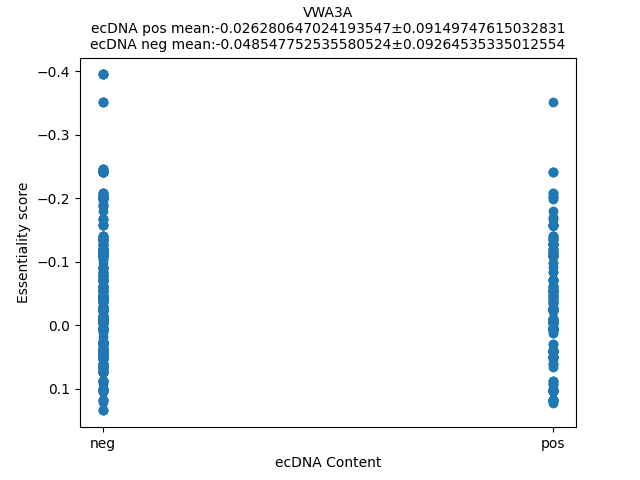 VWA3A
ecDNA pos mean:-0.026280647024193547±0.09149747615032831
ecDNA neg mean:-0.048547752535580524±0.09264535335012554
−0.4
−0.3
−0.2
−0.1
0.0
0.1
Essentiality score
neg
pos
ecDNA Content